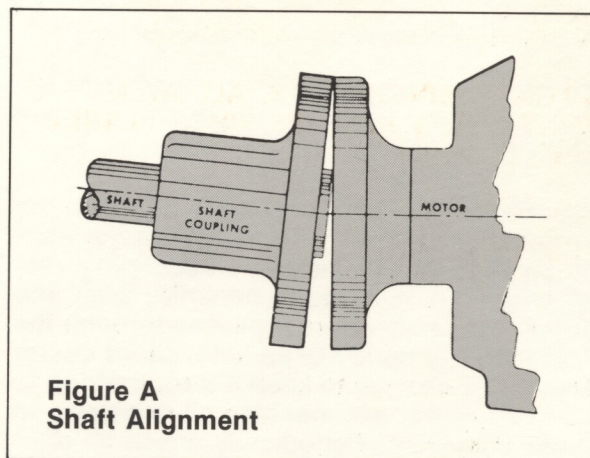 SHAFT
SHAFT
COUPLING
MOTOR
Figure A
Shaft Alignment